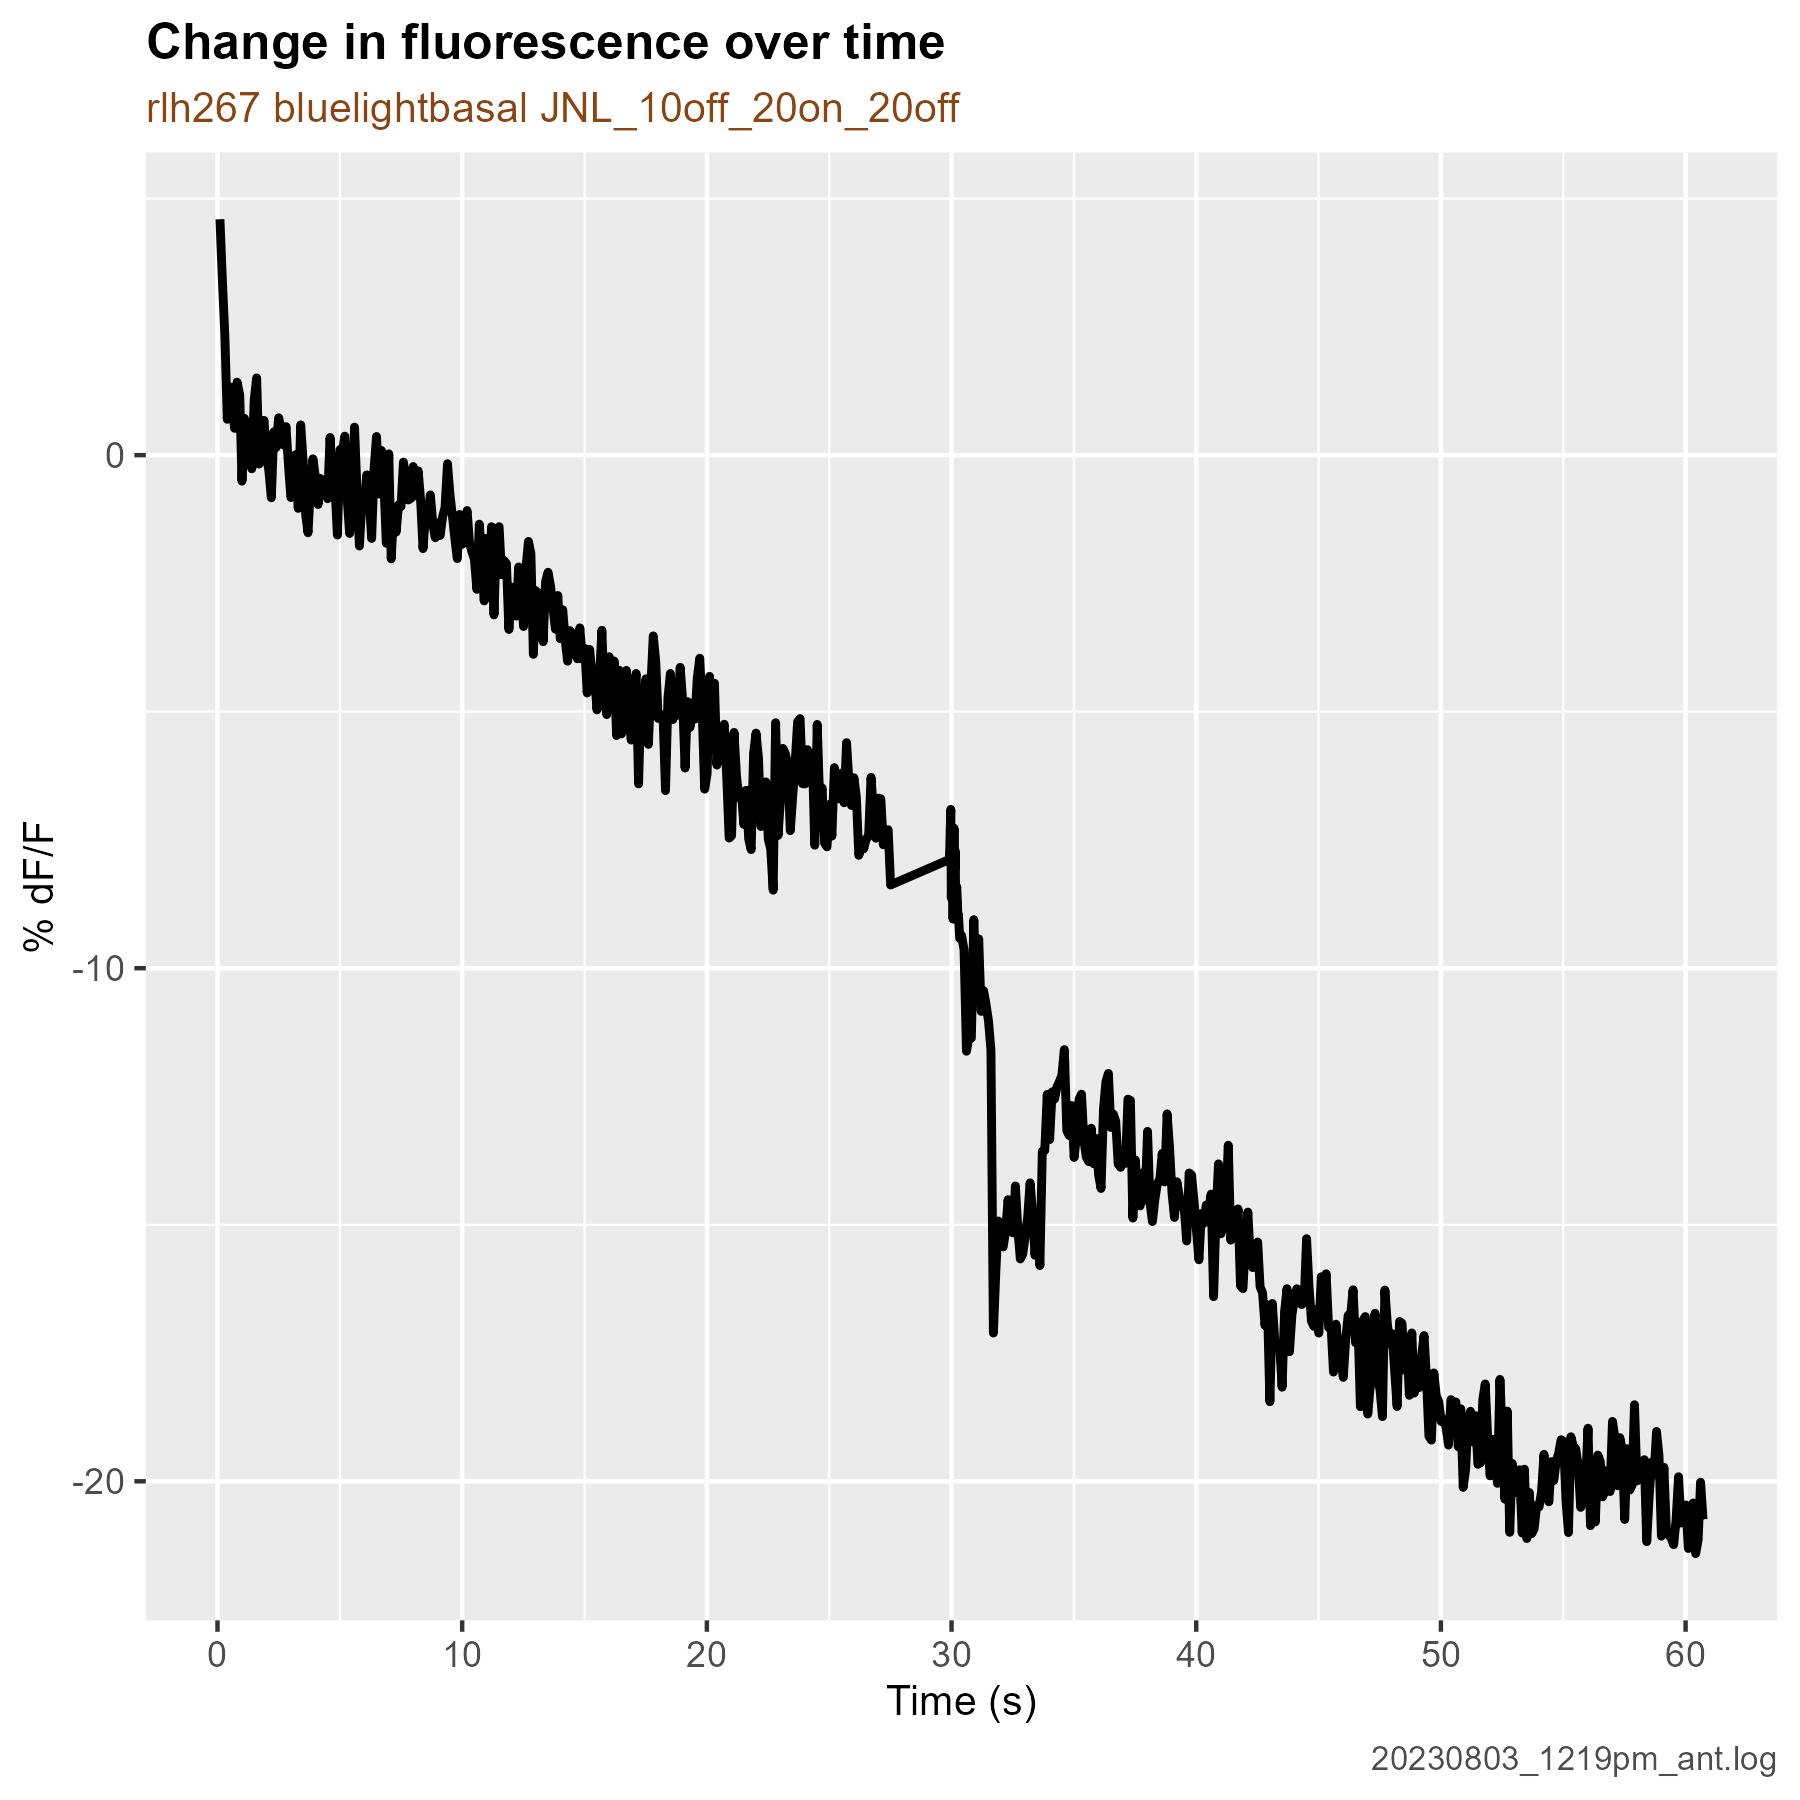 Change in fluorescence over time
rlh267 bluelightbasal JNL_10off_20on_20off
% dF/F
0
-10
-20
0 10 20 30 40 50 60
Time (s)
20230803_1219pm_ant.log